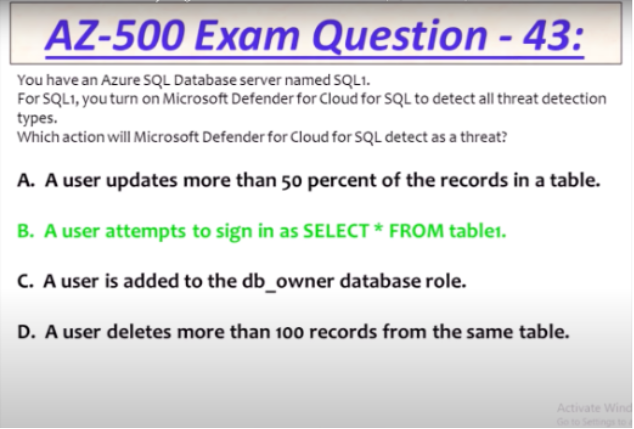 AZ-500 Exam Question - 43:
You have an Azure SQL Database server named SQL1.
For SQL1, you turn on Microsoft Defender for Cloud for SQL to detect all threat detection
types.
Which action will Microsoft Defender for Cloud for SQL detect as a threat?
A. A user updates more than 50 percent of the records in a table.
B. A user attempts to sign in as SELECT * FROM table1.
C. A user is added to the db_owner database role.
D. A user deletes more than 100 records from the same table.
Activate Wind
Go to Settings to